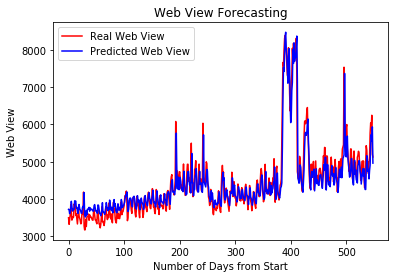 Web View Forecasting
Real Web View
Predicted Web View
Web View
8000
7000
6000
5000
4000
3000
0 100 200 300 400 500
Number of Days from Start